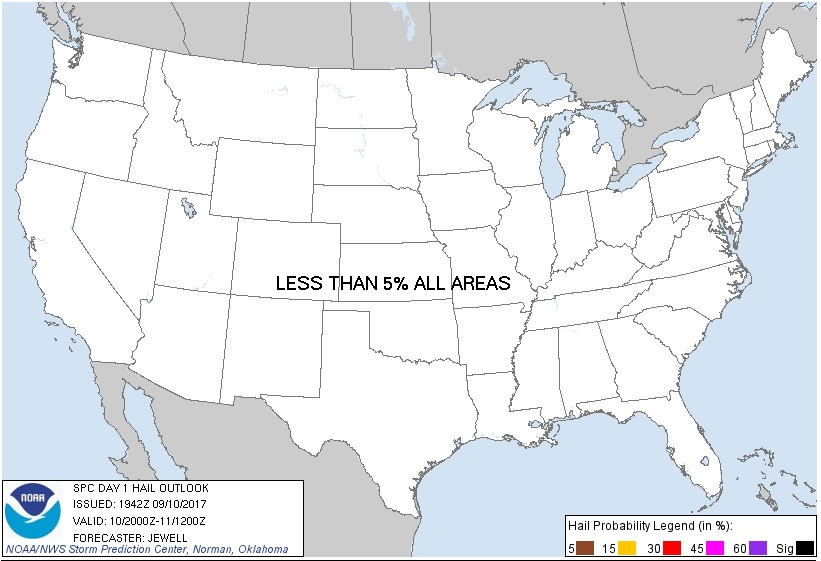 LESS THAN 5% ALL AREAS
NOAA
SPC DAY 1 HAIL OUTLOOK
ISSUED: 1942Z 09/10/2017
VALID: 10/2000Z-11/1200Z
FORECASTER: JEWELL
NOAA/NWS Storm Prediction Center, Norman, Oklahoma
Hail Probability Legend (in %):
5 15 30 45 60 Sig